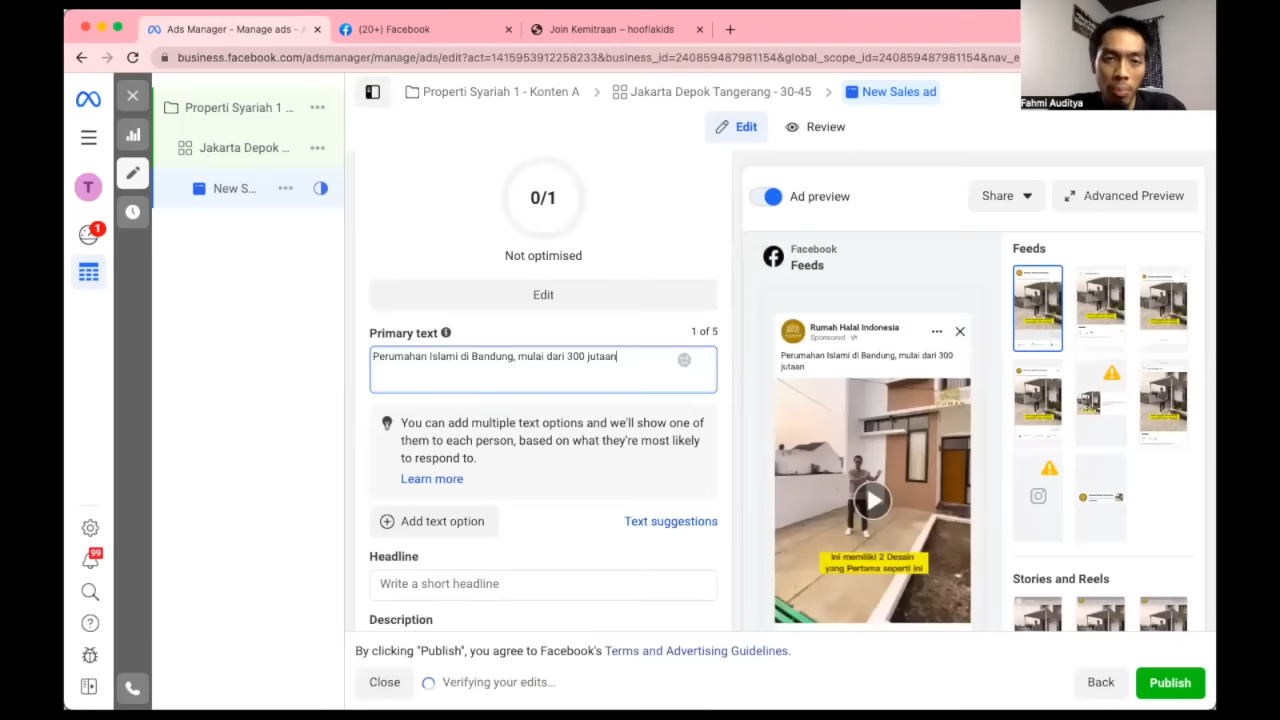 Ads Manager - Manage ads - A
(20+) Facebook
Join Kemitraan – hooflakids
business.facebook.com/adsmanager/manage/ads/edit?act=1415953912258233&business_id=240859487981154&global_scope_id=240859487981154&nav_e
Fahmi Auditya
Properti Syariah 1 ...
Jakarta Depok ...
New S...
T
1
99
Properti Syariah 1 - Konten A
Jakarta Depok Tangerang - 30-45
New Sales ad
Edit
Review
0/1
Not optimised
Edit
Primary text
1 of 5
Perumahan Islami di Bandung, mulai dari 300 jutaan
You can add multiple text options and we'll show one
of them to each person, based on what they're most likely
to respond to.
Learn more
Add text option
Text suggestions
Headline
Write a short headline
Description
Ad preview
Share
Advanced Preview
Facebook
Feeds
Rumah Halal Indonesia
Sponsored
Perumahan Islami di Bandung, mulai dari 300
jutaan
Ini memiliki 2 Desain
yang Pertama seperti ini
Feeds
Stories and Reels
By clicking "Publish", you agree to Facebook's Terms and Advertising Guidelines.
Close
Verifying your edits...
Back
Publish